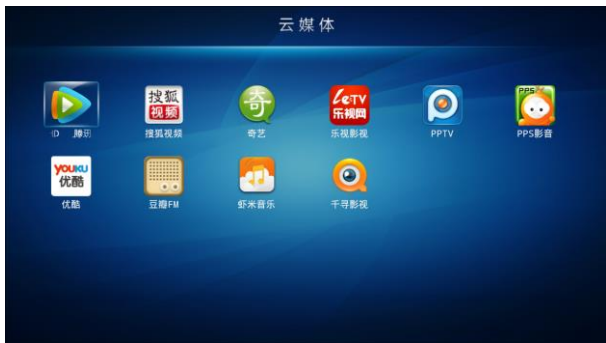 云媒体
搜狐
视频
奇
LeTV
乐视网
PPS
搜狐视频
奇艺
乐视影视
PPTV
PPS影音
YOUKU
优酷
优酷
豆瓣FM
虾米音乐
千寻影视